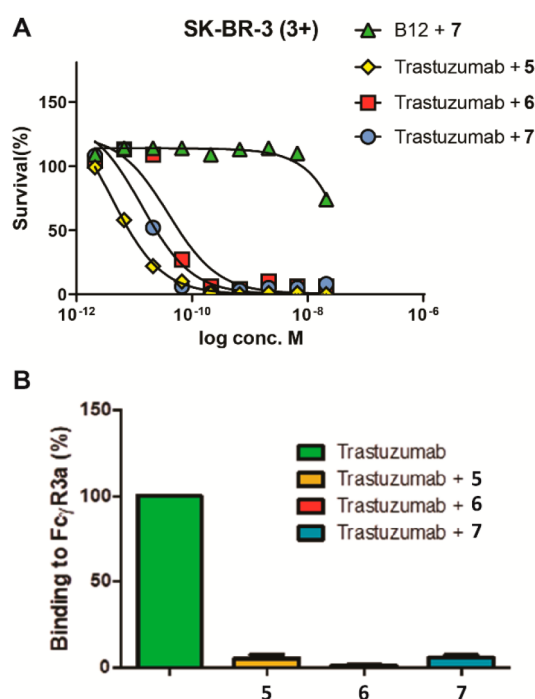 A
SK-BR-3 (3+)
B12 + 7
Trastuzumab + 5
Trastuzumab + 6
Trastuzumab + 7
Survival(%)
150
100
50
0
10⁻¹² 10⁻¹⁰ 10⁻⁸ 10⁻⁶
log conc. M
B
Binding to FcγR3a (%)
150
100
50
0
Trastuzumab
Trastuzumab + 5
Trastuzumab + 6
Trastuzumab + 7
5 6 7